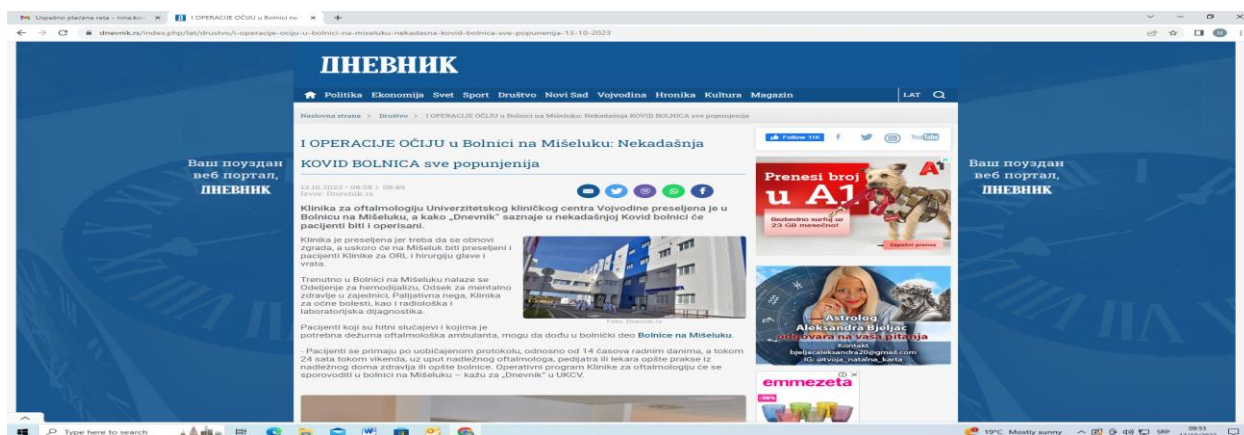 Uspešno plaćena rata - nina.kon
I OPERACIJE OČIJU u Bolnici na
dnevnik.rs/index.php/lat/drustvo/i-operacije-ociju-u-bolnici-na-miseluku-nekadasna-kovid-bolnica-sve-popunjenija-13-10-2023
ДНЕВНИК
Politika Ekonomija Svet Sport Društvo Novi Sad Vojvodina Hronika Kultura Magazin LAT
Naslovna strana > Društvo > I OPERACIJE OČIJU u Bolnici na Mišeluku: Nekadašnja KOVID BOLNICA sve popunjenija
I OPERACIJE OČIJU u Bolnici na Mišeluku: Nekadašnja
KOVID BOLNICA sve popunjenija
13.10.2023 08:38 > 08:49
Izvor: Dnevnik.rs
Klinika za oftalmologiju Univerzitetskog kliničkog centra Vojvodine preseljena je u
Bolnicu na Mišeluku, a kako „Dnevnik“ saznaje u nekadašnjoj Kovid bolnici će
pacijenti biti i operisani.
Klinika je preseljena jer treba da se obnovi
zgrada, a uskoro će na Mišeluk biti preseljeni i
pacijenti Klinike za ORL i hirurgiju glave i
vrata.
Trenutno u Bolnici na Mišeluku nalaze se
Odeljenje za hemodijalizu, Odsek za mentalno
zdravlje u zajednici, Palijativna nega, Klinika
za očne bolesti, kao i radiološka i
laboratorijska dijagnostika.
Foto: Dnevnik.rs
Pacijenti koji su hitni slučajevi i kojima je
potrebna dežurna oftalmološka ambulanta, mogu da dođu u bolnički deo Bolnice na Mišeluku.
- Pacijenti se primaju po uobičajenom protokolu, odnosno od 14 časova radnim danima, a tokom
24 sata tokom vikenda, uz uput nadležnog oftalmologa, pedijatra ili lekara opšte prakse iz
nadležnog doma zdravlja ili opšte bolnice. Operativni program Klinike za oftalmologiju će se
sporovoditi u bolnici na Mišeluku – kažu za „Dnevnik“ u UKCV.
Ваш поуздан
веб портал,
ДНЕВНИК
Follow 11K
YouTube
Prenesi broj
u A1
A1
Bezbedno surfuj uz
23 GB mesečno!
Započni prenos
Astrolog
Aleksandra Bjeljac
odgovara na vaša pitanja
Kontakt
bjeljacaleksandra20@gmail.com
IG: @tvoja_natalna_karta
emmezeta
-30%
Ваш поуздан
веб портал,
ДНЕВНИК
Type here to search
19°C Mostly sunny
SRP
09:53